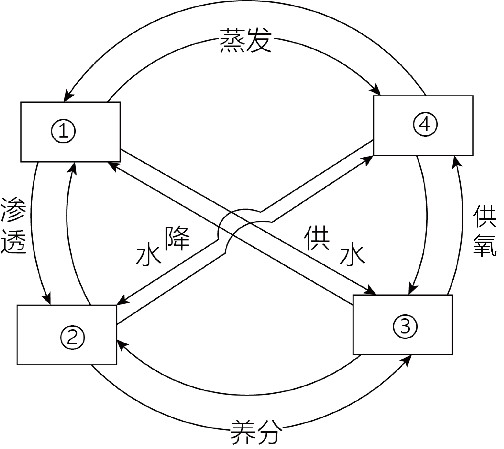 蒸发
①
④
渗透
水降
供水
供氧
②
③
养分